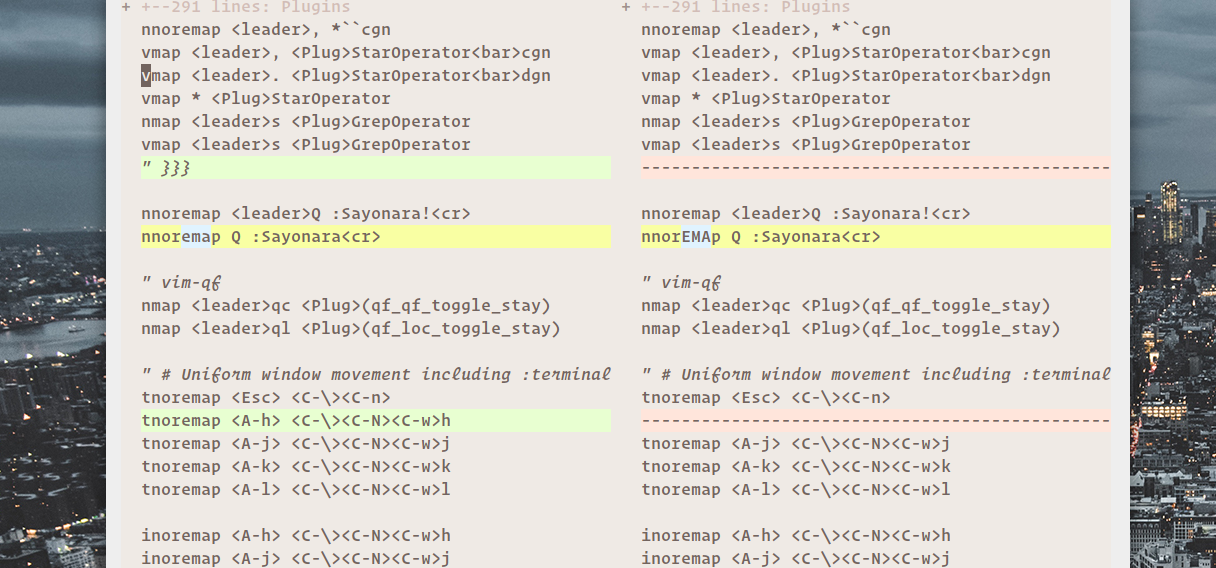 + +--291 lines: Plugins
nnoremap <leader>, *``cgn
vmap <leader>, <Plug>StarOperator<bar>cgn
vmap <leader>. <Plug>StarOperator<bar>dgn
vmap * <Plug>StarOperator
nmap <leader>s <Plug>GrepOperator
vmap <leader>s <Plug>GrepOperator
" }}}
nnoremap <leader>Q :Sayonara!<cr>
nnoremap Q :Sayonara<cr>
" vim-qf
nmap <leader>qc <Plug>(qf_qf_toggle_stay)
nmap <leader>ql <Plug>(qf_loc_toggle_stay)
" # Uniform window movement including :terminal
tnoremap <Esc> <C-\><C-n>
tnoremap <A-h> <C-\><C-N><C-w>h
tnoremap <A-j> <C-\><C-N><C-w>j
tnoremap <A-k> <C-\><C-N><C-w>k
tnoremap <A-l> <C-\><C-N><C-w>l
inoremap <A-h> <C-\><C-N><C-w>h
inoremap <A-j> <C-\><C-N><C-w>j
+ +--291 lines: Plugins
nnoremap <leader>, *``cgn
vmap <leader>, <Plug>StarOperator<bar>cgn
vmap <leader>. <Plug>StarOperator<bar>dgn
vmap * <Plug>StarOperator
nmap <leader>s <Plug>GrepOperator
vmap <leader>s <Plug>GrepOperator
-----------------------------------------------
nnoremap <leader>Q :Sayonara!<cr>
nnorEMAp Q :Sayonara<cr>
" vim-qf
nmap <leader>qc <Plug>(qf_qf_toggle_stay)
nmap <leader>ql <Plug>(qf_loc_toggle_stay)
" # Uniform window movement including :terminal
tnoremap <Esc> <C-\><C-n>
-----------------------------------------------
tnoremap <A-j> <C-\><C-N><C-w>j
tnoremap <A-k> <C-\><C-N><C-w>k
tnoremap <A-l> <C-\><C-N><C-w>l
inoremap <A-h> <C-\><C-N><C-w>h
inoremap <A-j> <C-\><C-N><C-w>j